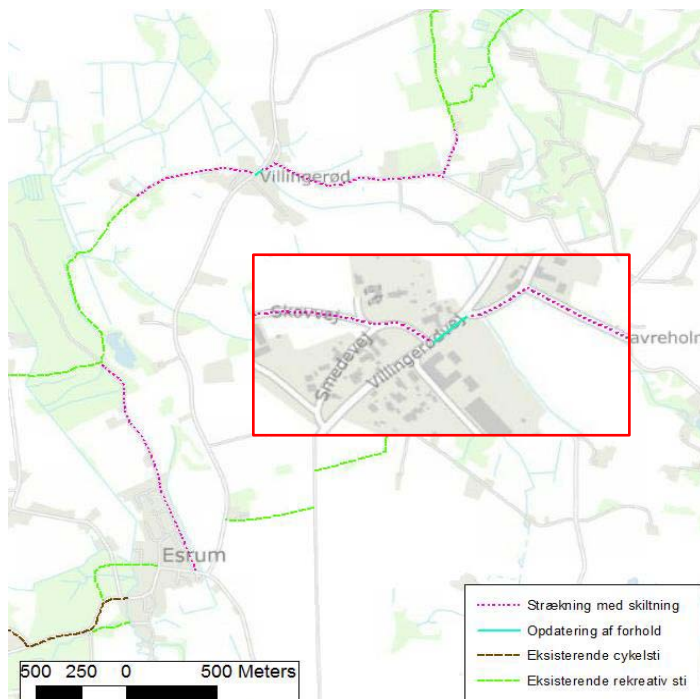 Villingerød
Skovvej
Smedevej
Villingerødvej
avreholm
Esrum
Strækning med skiltning
Opdatering af forhold
Eksisterende cykelsti
Eksisterende rekreativ sti
500 250 0 500 Meters